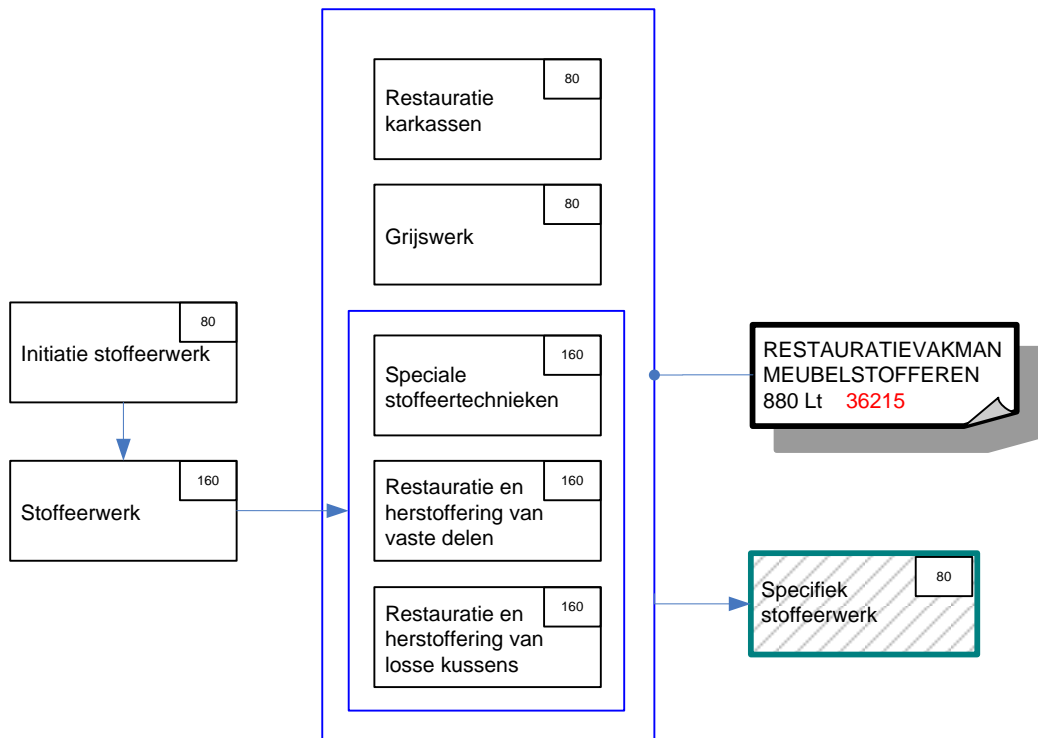 80
Restauratie
karkassen
80
Grijswerk
80
Initiatie stoffeerwerk
160
Stoffeerwerk
160
Speciale
stoffeertechnieken
160
Restauratie en
herstoffering van
vaste delen
160
Restauratie en
herstoffering van
losse kussens
RESTAURATIEVAKMAN
MEUBELSTOFFEREN
880 Lt 36215
80
Specifiek
stoffeerwerk